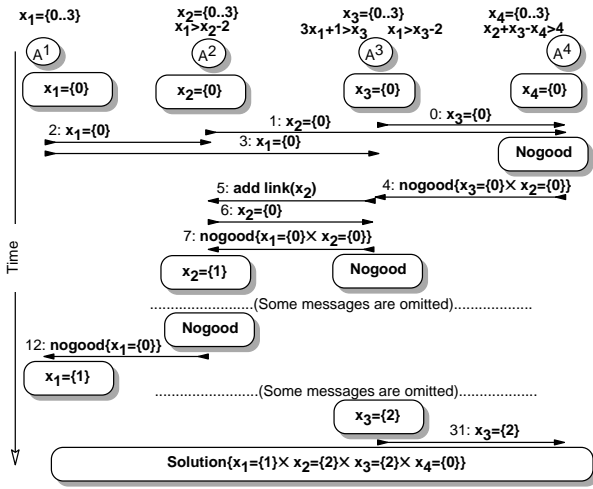 x1={0..3} x2={0..3} x3={0..3} x4={0..3}
x1>x2-2 3x1+1>x3 x1>x3-2 x2+x3-x4>4
A1 A2 A3 A4
x1={0} x2={0} x3={0} x4={0}
1: x2={0} 0: x3={0}
2: x1={0} 3: x1={0}
Nogood
5: add link(x2) 4: nogood{x3={0}× x2={0}}
6: x2={0}
7: nogood{x1={0}× x2={0}}
x2={1} Nogood
Time
......................(Some messages are omitted)..................
Nogood
12: nogood{x1={0}}
x1={1}
......................(Some messages are omitted)..................
x3={2}
31: x3={2}
Solution{x1={1}× x2={2}× x3={2}× x4={0}}